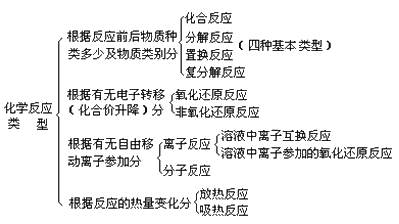 化学反应
类 型
根据反应前后物质种
类多少及物质类别分
化合反应
分解反应
置换反应
复分解反应
(四种基本类型)
根据有无电子转移
(化合价升降)分
氧化还原反应
非氧化还原反应
根据有无自由移
动离子参加分
离子反应
溶液中离子互换反应
溶液中离子参加的氧化还原反应
分子反应
根据反应的热量变化分
放热反应
吸热反应